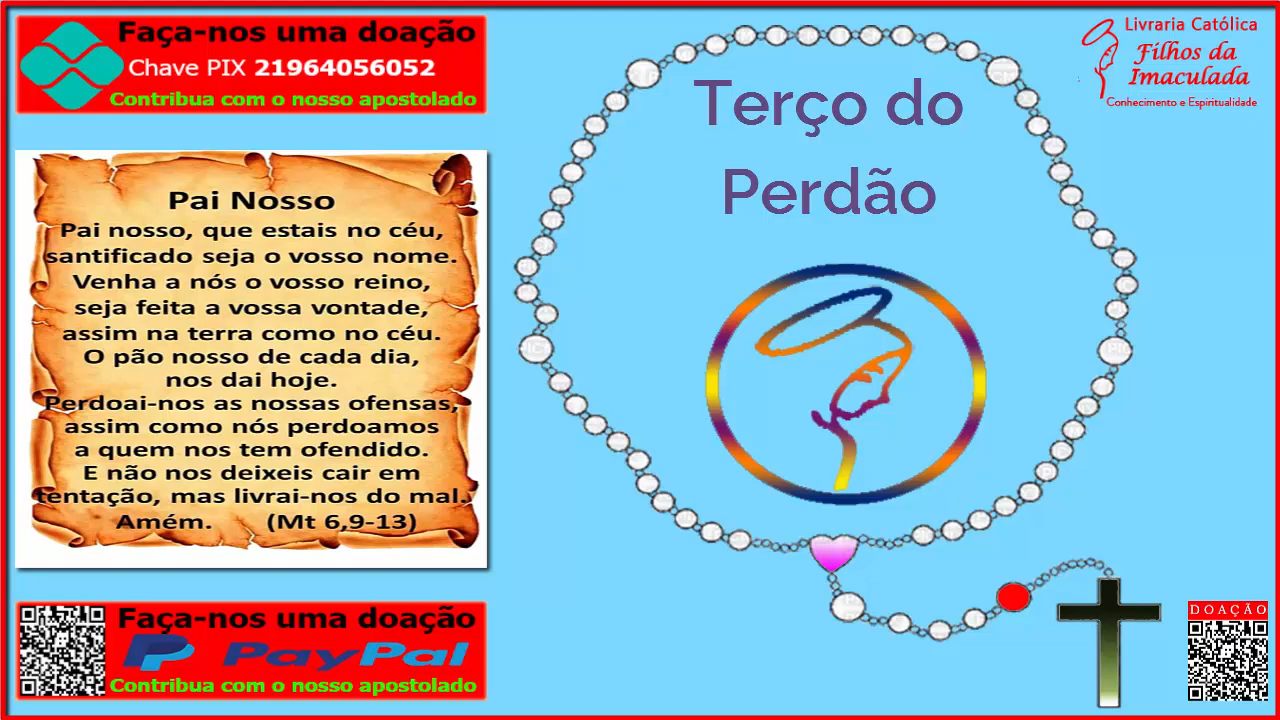 Faça-nos uma doação
Chave PIX 21964056052
Contribua com o nosso apostolado
Pai Nosso
Pai nosso, que estais no céu,
santificado seja o vosso nome.
Venha a nós o vosso reino,
seja feita a vossa vontade,
assim na terra como no céu.
O pão nosso de cada dia,
nos dai hoje.
Perdoai-nos as nossas ofensas,
assim como nós perdoamos
a quem nos tem ofendido.
E não nos deixeis cair em
tentação, mas livrai-nos do mal.
Amém. (Mt 6,9-13)
Faça-nos uma doação
PayPal
Contribua com o nosso apostolado
Terço do
Perdão
Livraria Católica
Filhos da
Imaculada
Conhecimento e Espiritualidade
DOAÇÃO